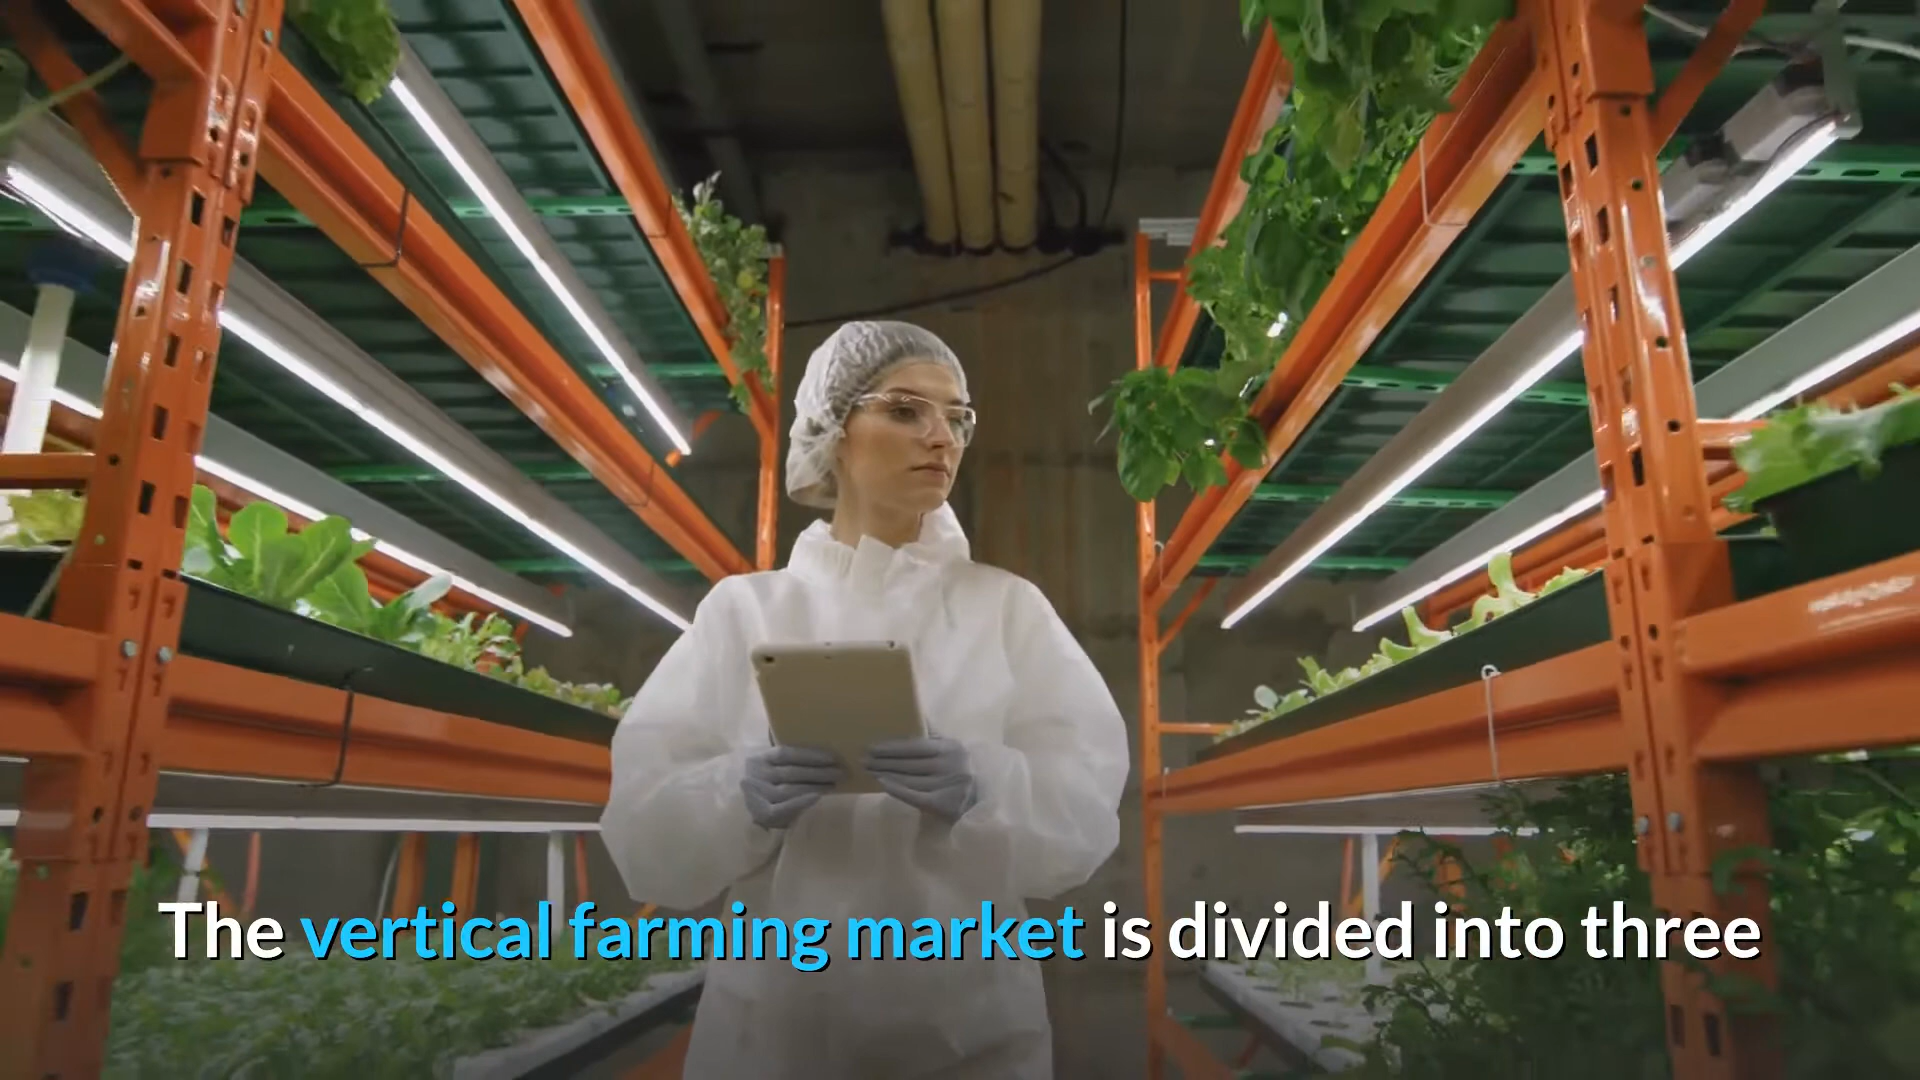 The vertical farming market is divided into three